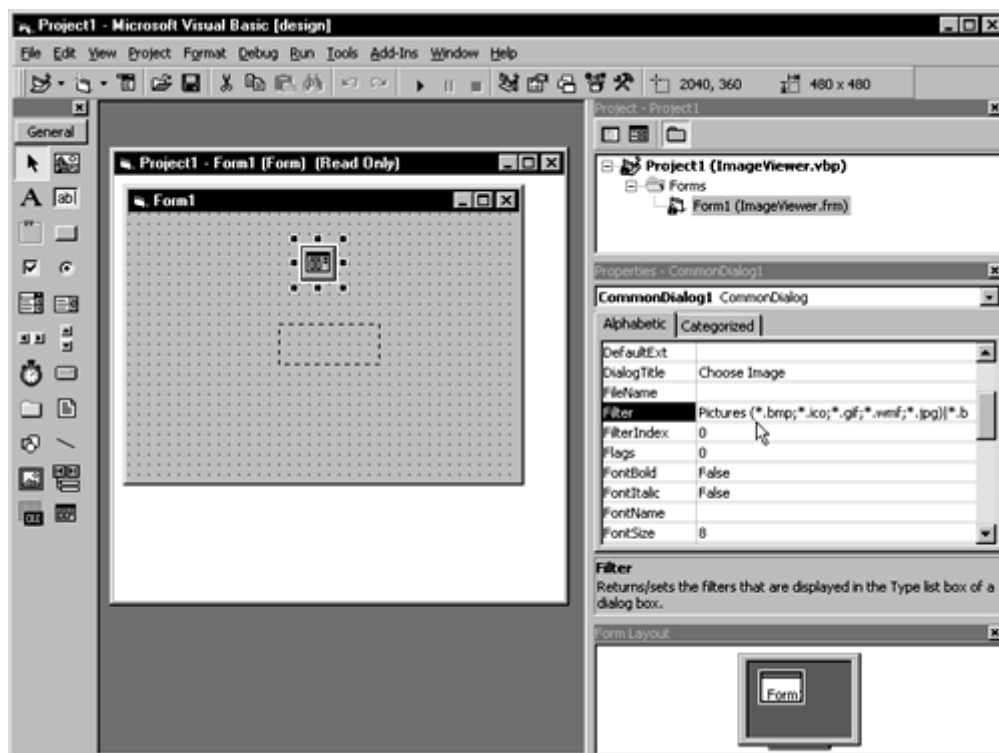 Project1 - Microsoft Visual Basic [design]
File Edit View Project Format Debug Run Tools Add-Ins Window Help
2040, 360 480 x 480
General
A
ab
OLE
Project1 - Form1 (Form) (Read Only)
Form1
Project - Project1
Project1 (ImageViewer.vbp)
Forms
Form1 (ImageViewer.frm)
Properties - CommonDialog1
CommonDialog1 CommonDialog
Alphabetic Categorized
DefaultExt
DialogTitle Choose Image
FileName
Filter Pictures (*.bmp;*.ico;*.gif;*.wmf;*.jpg)|*.b
FilterIndex 0
Flags 0
FontBold False
FontItalic False
FontName
FontSize 8
Filter
Returns/sets the filters that are displayed in the Type list box of a
dialog box.
Form Layout
Form